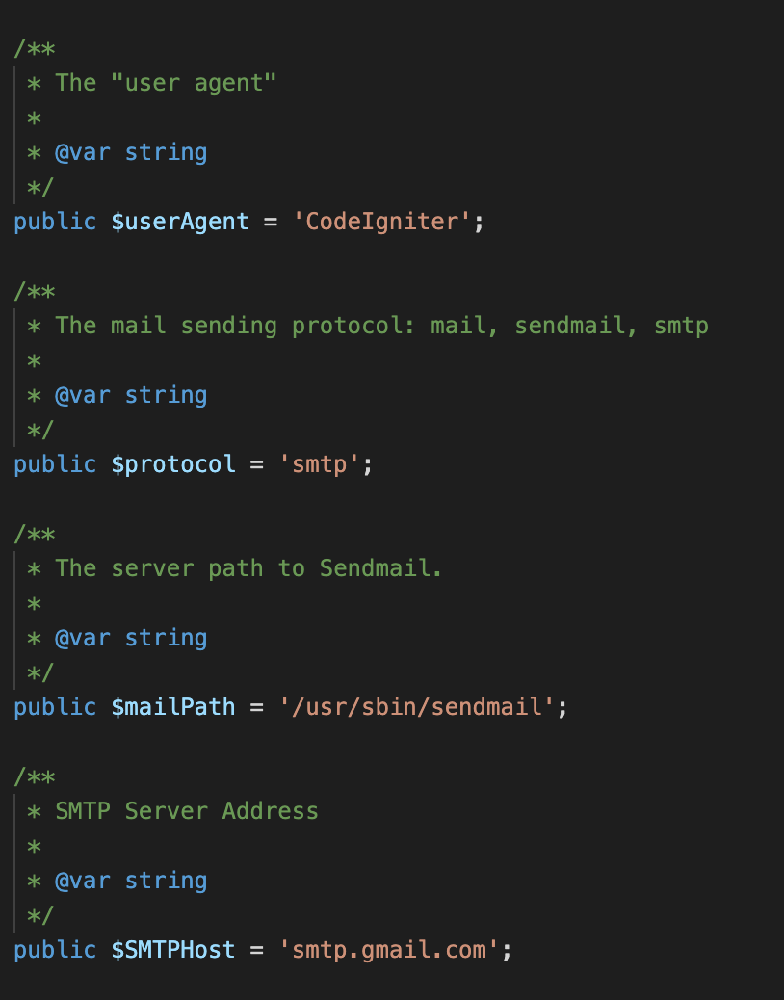 /**
 * The "user agent"
 *
 * @var string
 */
public $userAgent = 'CodeIgniter';

/**
 * The mail sending protocol: mail, sendmail, smtp
 *
 * @var string
 */
public $protocol = 'smtp';

/**
 * The server path to Sendmail.
 *
 * @var string
 */
public $mailPath = '/usr/sbin/sendmail';

/**
 * SMTP Server Address
 *
 * @var string
 */
public $SMTPHost = 'smtp.gmail.com';